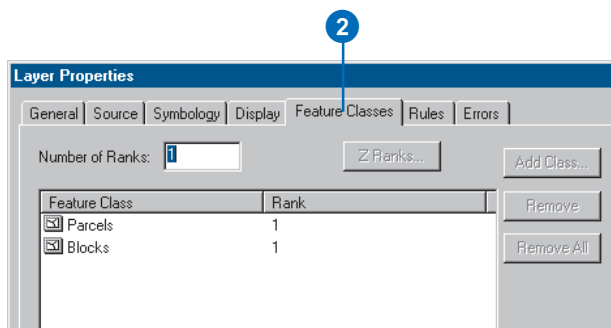 2
Layer Properties
General Source Symbology Display Feature Classes Rules Errors
Number of Ranks: 1 Z Ranks... Add Class...
Feature Class Rank Remove
Parcels 1
Blocks 1 Remove All